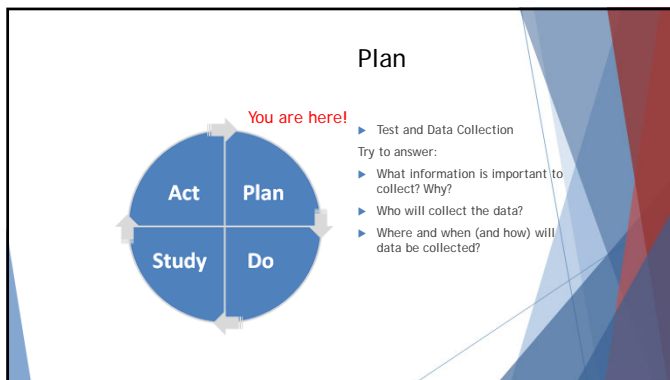 Plan
You are here!
Act
Plan
Study
Do
► Test and Data Collection
Try to answer:
► What information is important to
collect? Why?
► Who will collect the data?
► Where and when (and how) will
data be collected?